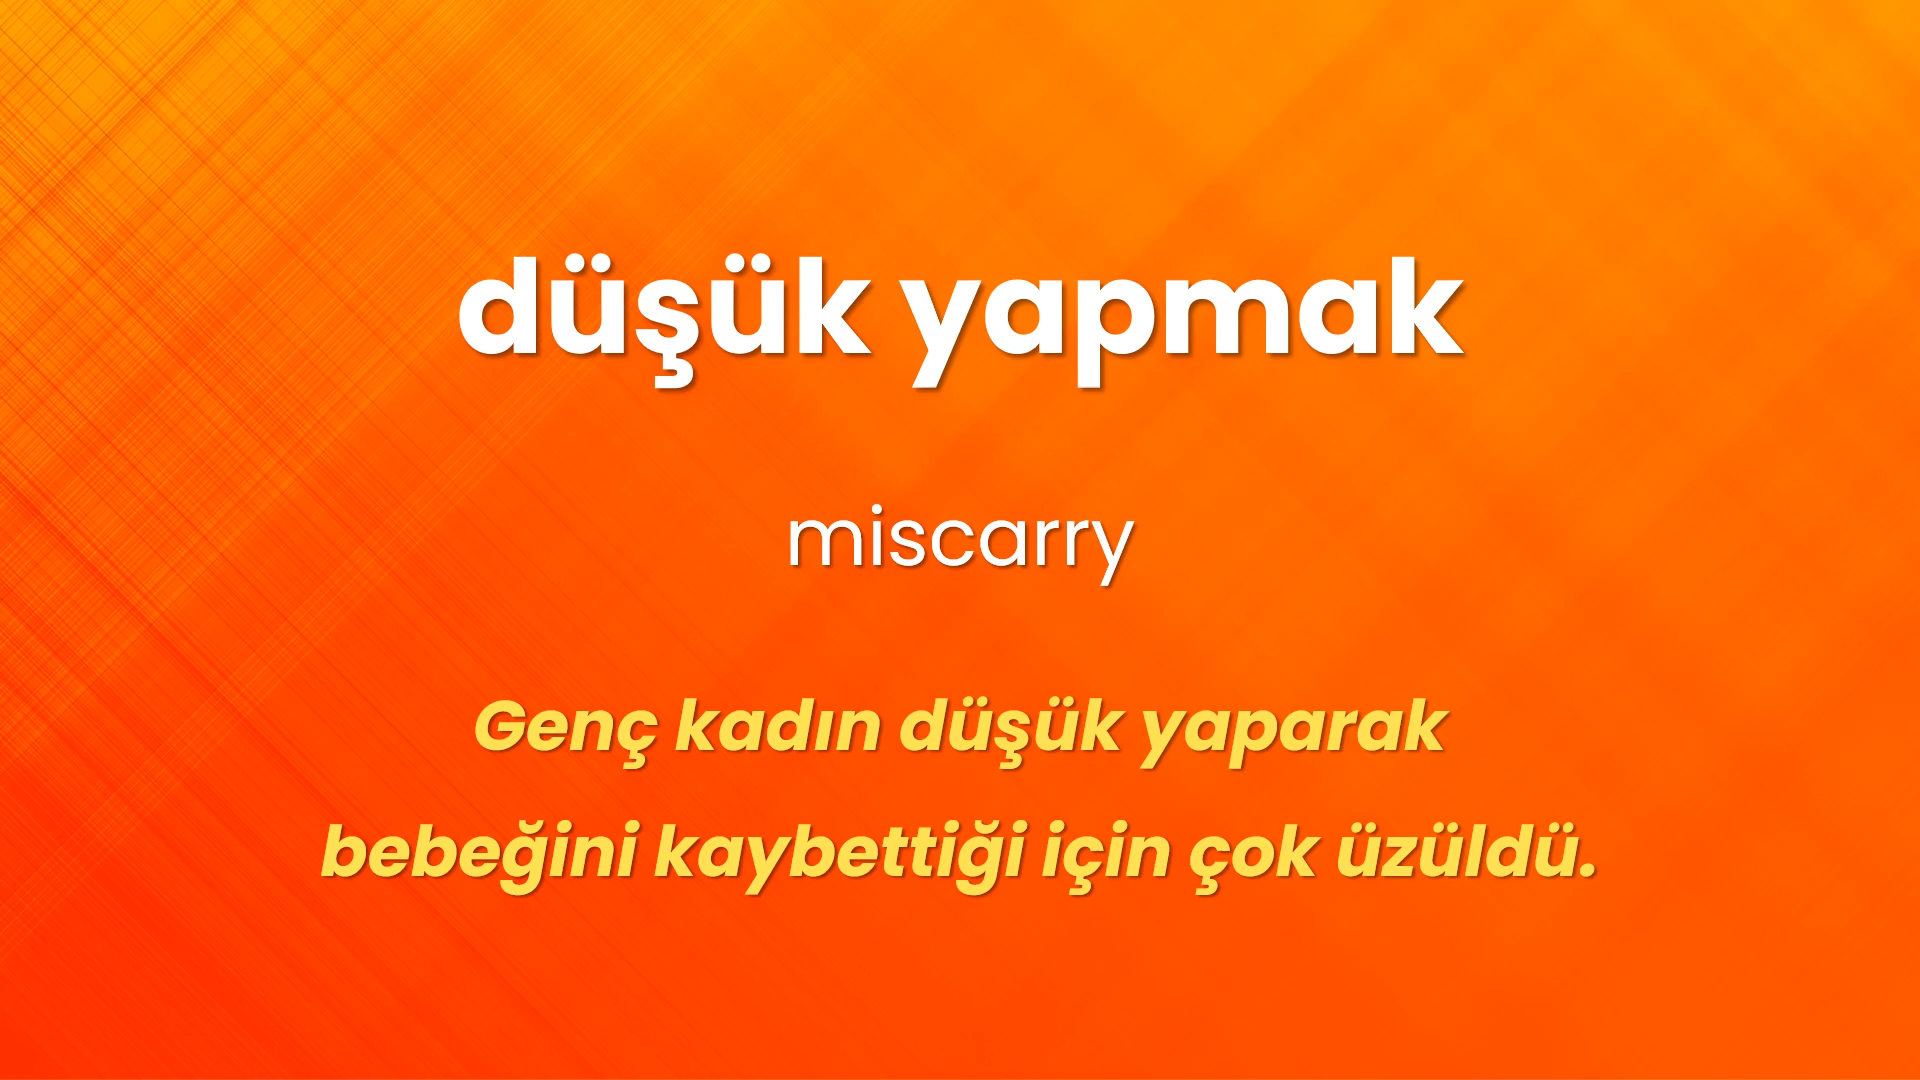 düşük yapmak
miscarry
Genç kadın düşük yaparak
bebeğini kaybettiği için çok üzüldü.